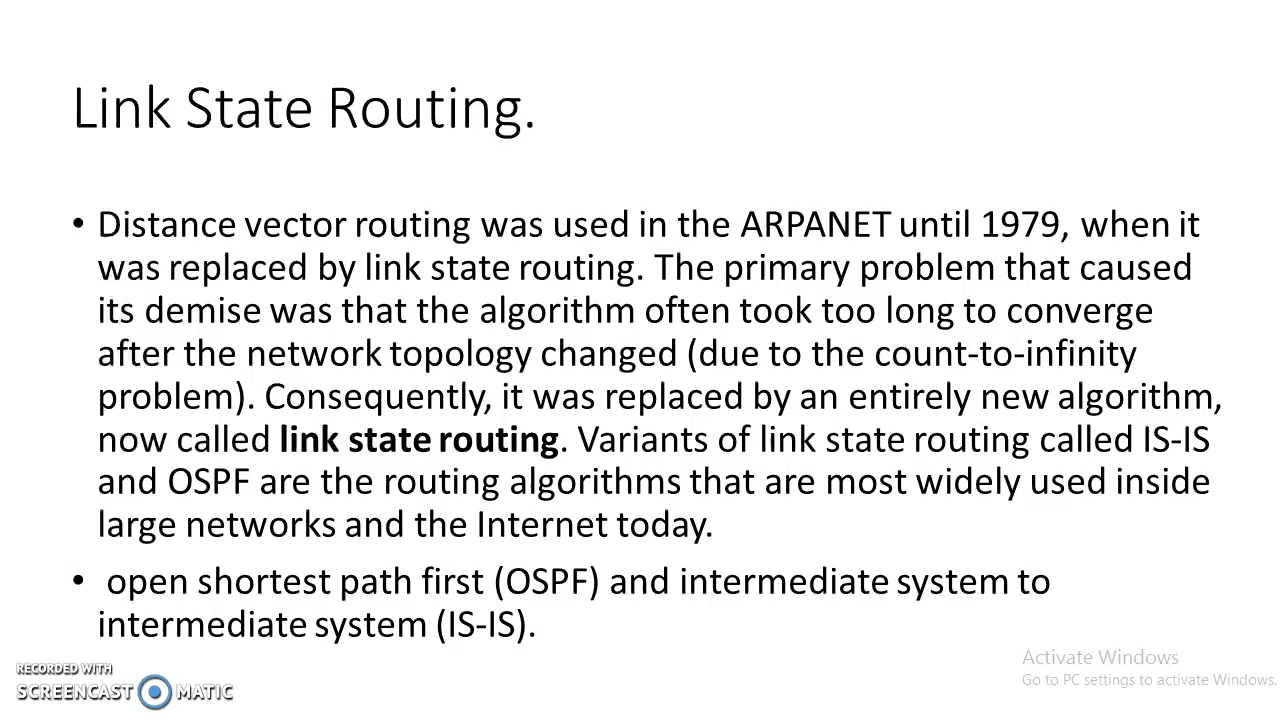 Link State Routing.
• Distance vector routing was used in the ARPANET until 1979, when it
was replaced by link state routing. The primary problem that caused
its demise was that the algorithm often took too long to converge
after the network topology changed (due to the count-to-infinity
problem). Consequently, it was replaced by an entirely new algorithm,
now called link state routing. Variants of link state routing called IS-IS
and OSPF are the routing algorithms that are most widely used inside
large networks and the Internet today.
• open shortest path first (OSPF) and intermediate system to
intermediate system (IS-IS).
RECORDED WITH
SCREENCAST MATIC
Activate Windows
Go to PC settings to activate Windows.